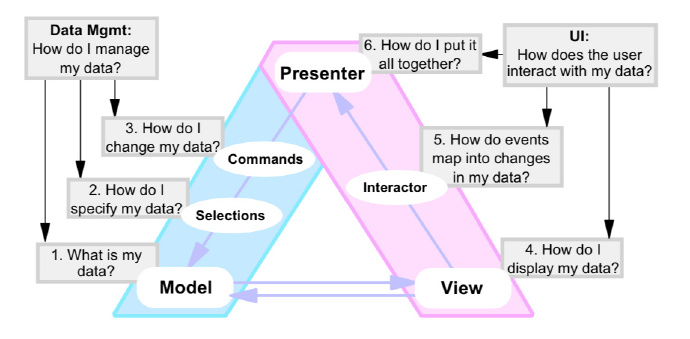 Data Mgmt:
How do I manage
my data?
6. How do I put it
all together?
UI:
How does the user
interact with my data?
Presenter
3. How do I
change my data?
Commands
5. How do events
map into changes
in my data?
2. How do I
specify my data?
Interactor
Selections
1. What is my
data?
4. How do I
display my data?
Model
View